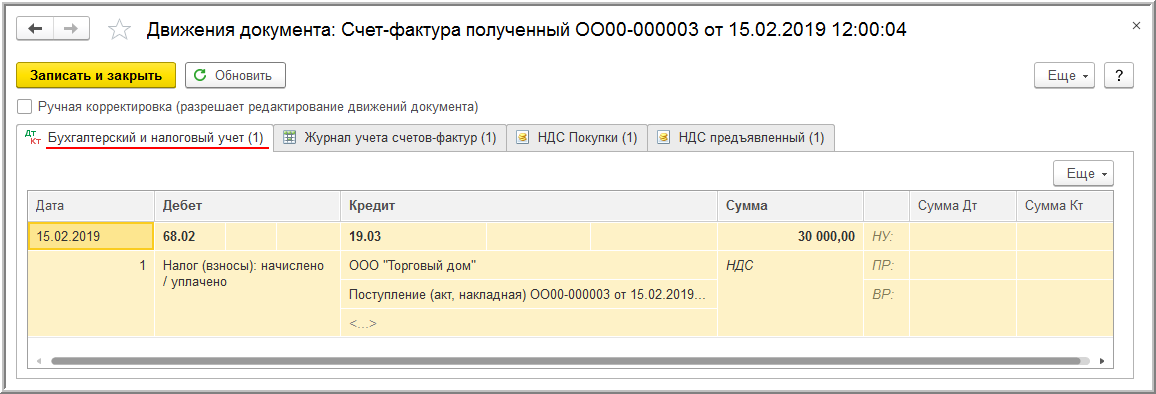 Движения документа: Счет-фактура полученный ОО00-000003 от 15.02.2019 12:00:04
Записать и закрыть Обновить Еще ?
Ручная корректировка (разрешает редактирование движений документа)
Дт Кт Бухгалтерский и налоговый учет (1) Журнал учета счетов-фактур (1) НДС Покупки (1) НДС предъявленный (1)
Еще
Дата Дебет Кредит Сумма Сумма Дт Сумма Кт
15.02.2019 68.02 19.03 30 000,00 НУ:
1 Налог (взносы): начислено ООО "Торговый дом" НДС ПР:
/ уплачено
Поступление (акт, накладная) ОО00-000003 от 15.02.2019... ВР:
<...>